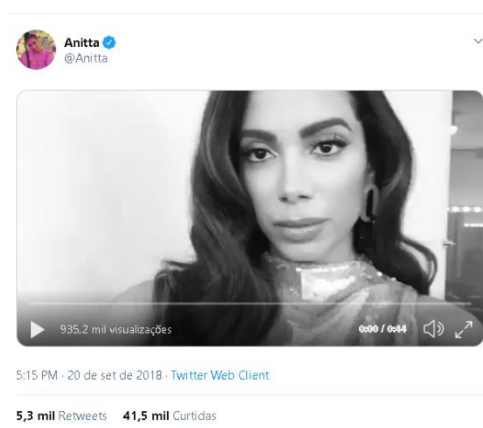 Anitta
@Anitta
935,2 mil visualizações 0:00 / 0:44
5:15 PM · 20 de set de 2018 · Twitter Web Client
5,3 mil Retweets 41,5 mil Curtidas